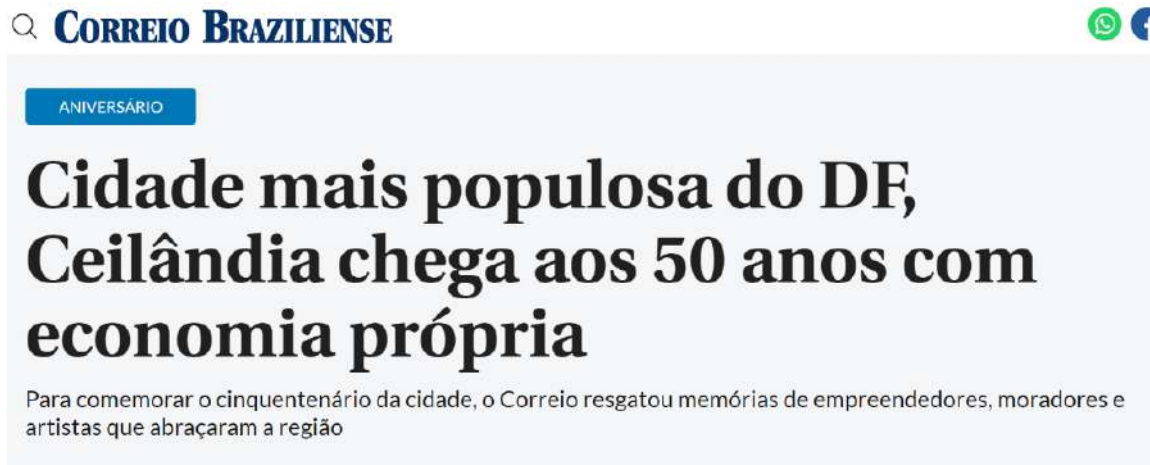 CORREIO BRAZILIENSE
ANIVERSÁRIO
Cidade mais populosa do DF,
Ceilândia chega aos 50 anos com
economia própria
Para comemorar o cinquentenário da cidade, o Correio resgatou memórias de empreendedores, moradores e
artistas que abraçaram a região